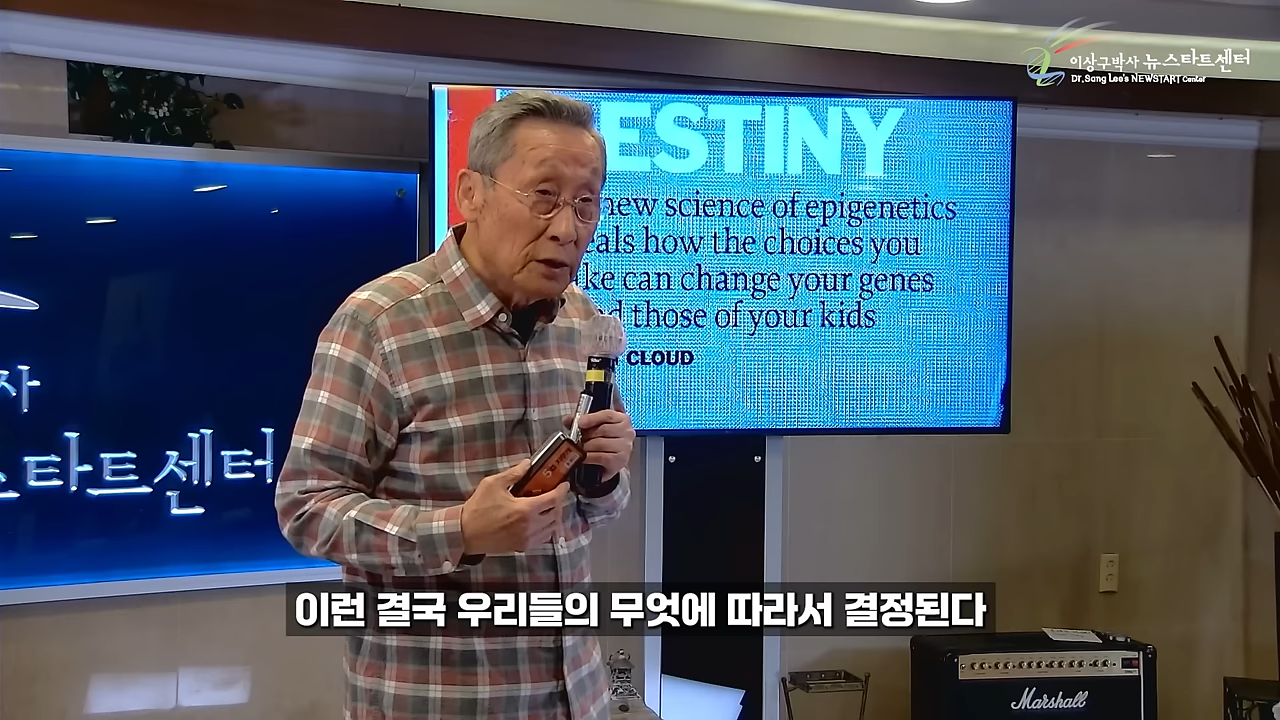 이상구박사 뉴스타트센터
Dr.Sang Lee's NEWSTART Center
ESTINY
new science of epigenetics
how the choices you
can change your genes
those of your kids
CLOUD
스타트센터
이런 결국 우리들의 무엇에 따라서 결정된다
Marshall